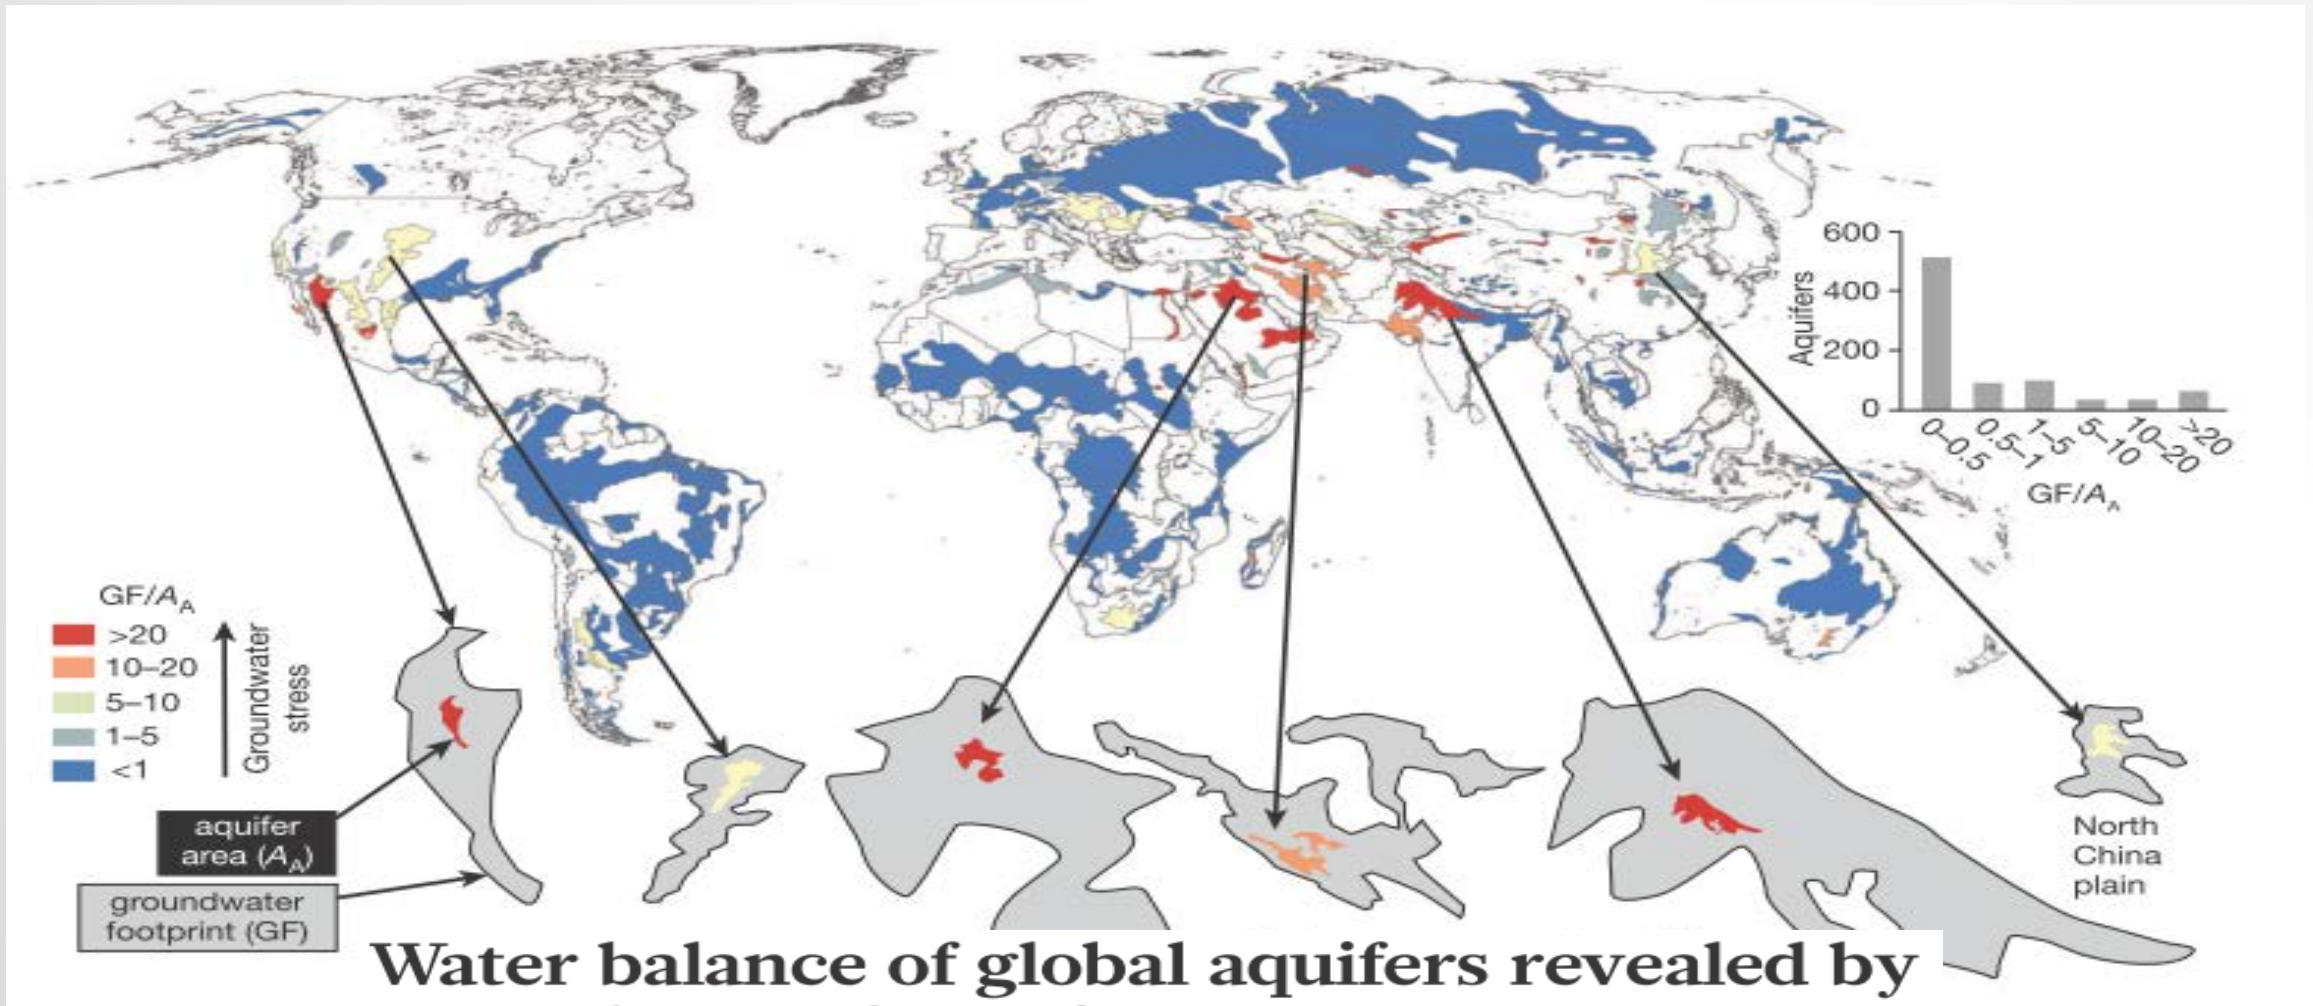 600
400
200
0
Aquifers
0–0.5
0.5–1
1–5
5–10
10–20
>20
GF/AA
GF/AA
>20
10–20
5–10
1–5
<1
Groundwater
stress
aquifer
area (AA)
groundwater
footprint (GF)
North
China
plain
Water balance of global aquifers revealed by